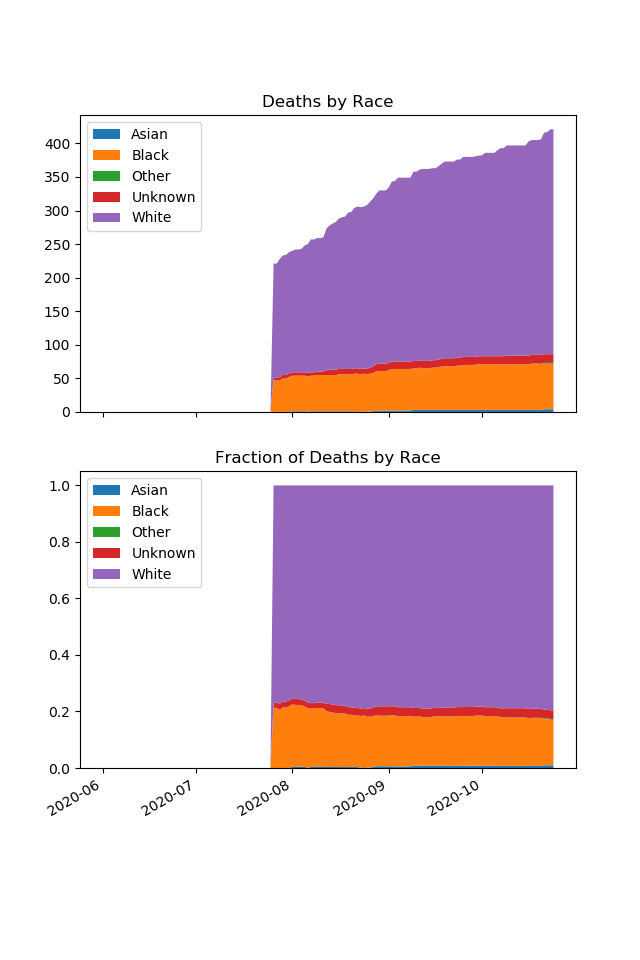 Deaths by Race
400
350
300
250
200
150
100
50
0
Asian
Black
Other
Unknown
White
Fraction of Deaths by Race
1.0
0.8
0.6
0.4
0.2
0.0
Asian
Black
Other
Unknown
White
2020-06
2020-07
2020-08
2020-09
2020-10